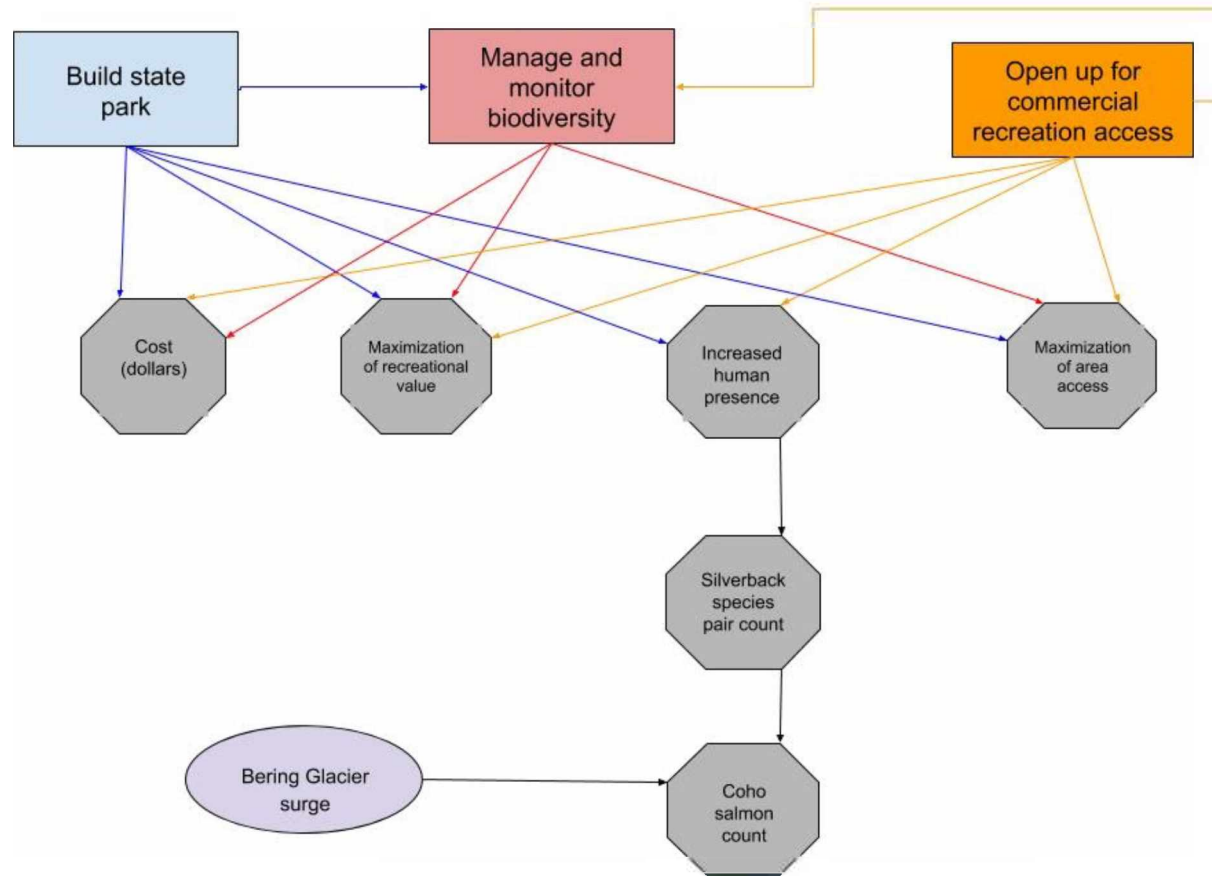 Build state
park
Manage and
monitor
biodiversity
Open up for
commercial
recreation access
Cost
(dollars)
Maximization
of recreational
value
Increased
human
presence
Maximization
of area
access
Silverback
species
pair count
Bering Glacier
surge
Coho
salmon
count